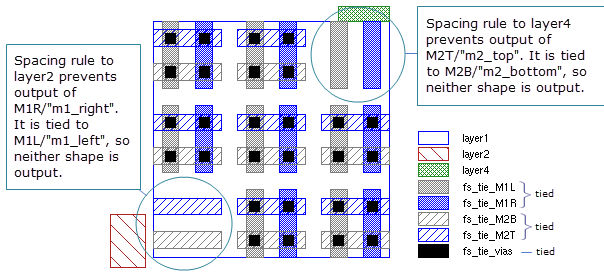 Spacing rule to
layer2 prevents
output of
M1R/"m1_right".
It is tied to
M1L/"m1_left", so
neither shape is
output.
Spacing rule to layer4
prevents output of
M2T/"m2_top". It is tied
to M2B/"m2_bottom", so
neither shape is output.
layer1
layer2
layer4
fs_tie_M1L
fs_tie_M1R
tied
fs_tie_M2B
fs_tie_M2T
tied
fs_tie_vias
tied